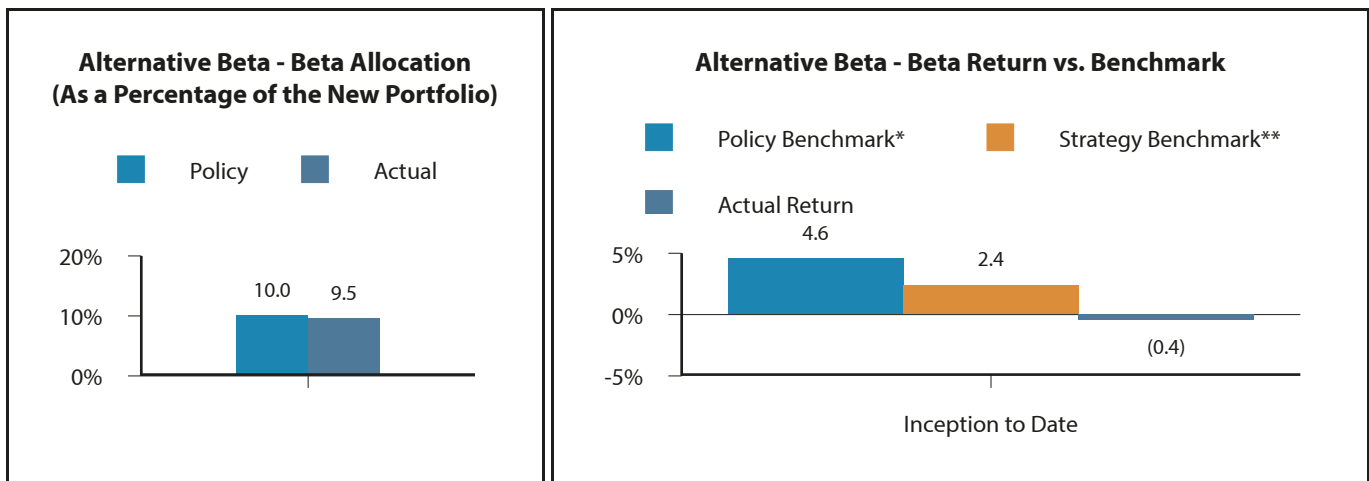 Alternative Beta - Beta Allocation
(As a Percentage of the New Portfolio)
Policy
Actual
20%
10%
0%
10.0
9.5
Alternative Beta - Beta Return vs. Benchmark
Policy Benchmark*
Strategy Benchmark**
Actual Return
5%
0%
-5%
4.6
2.4
(0.4)
Inception to Date